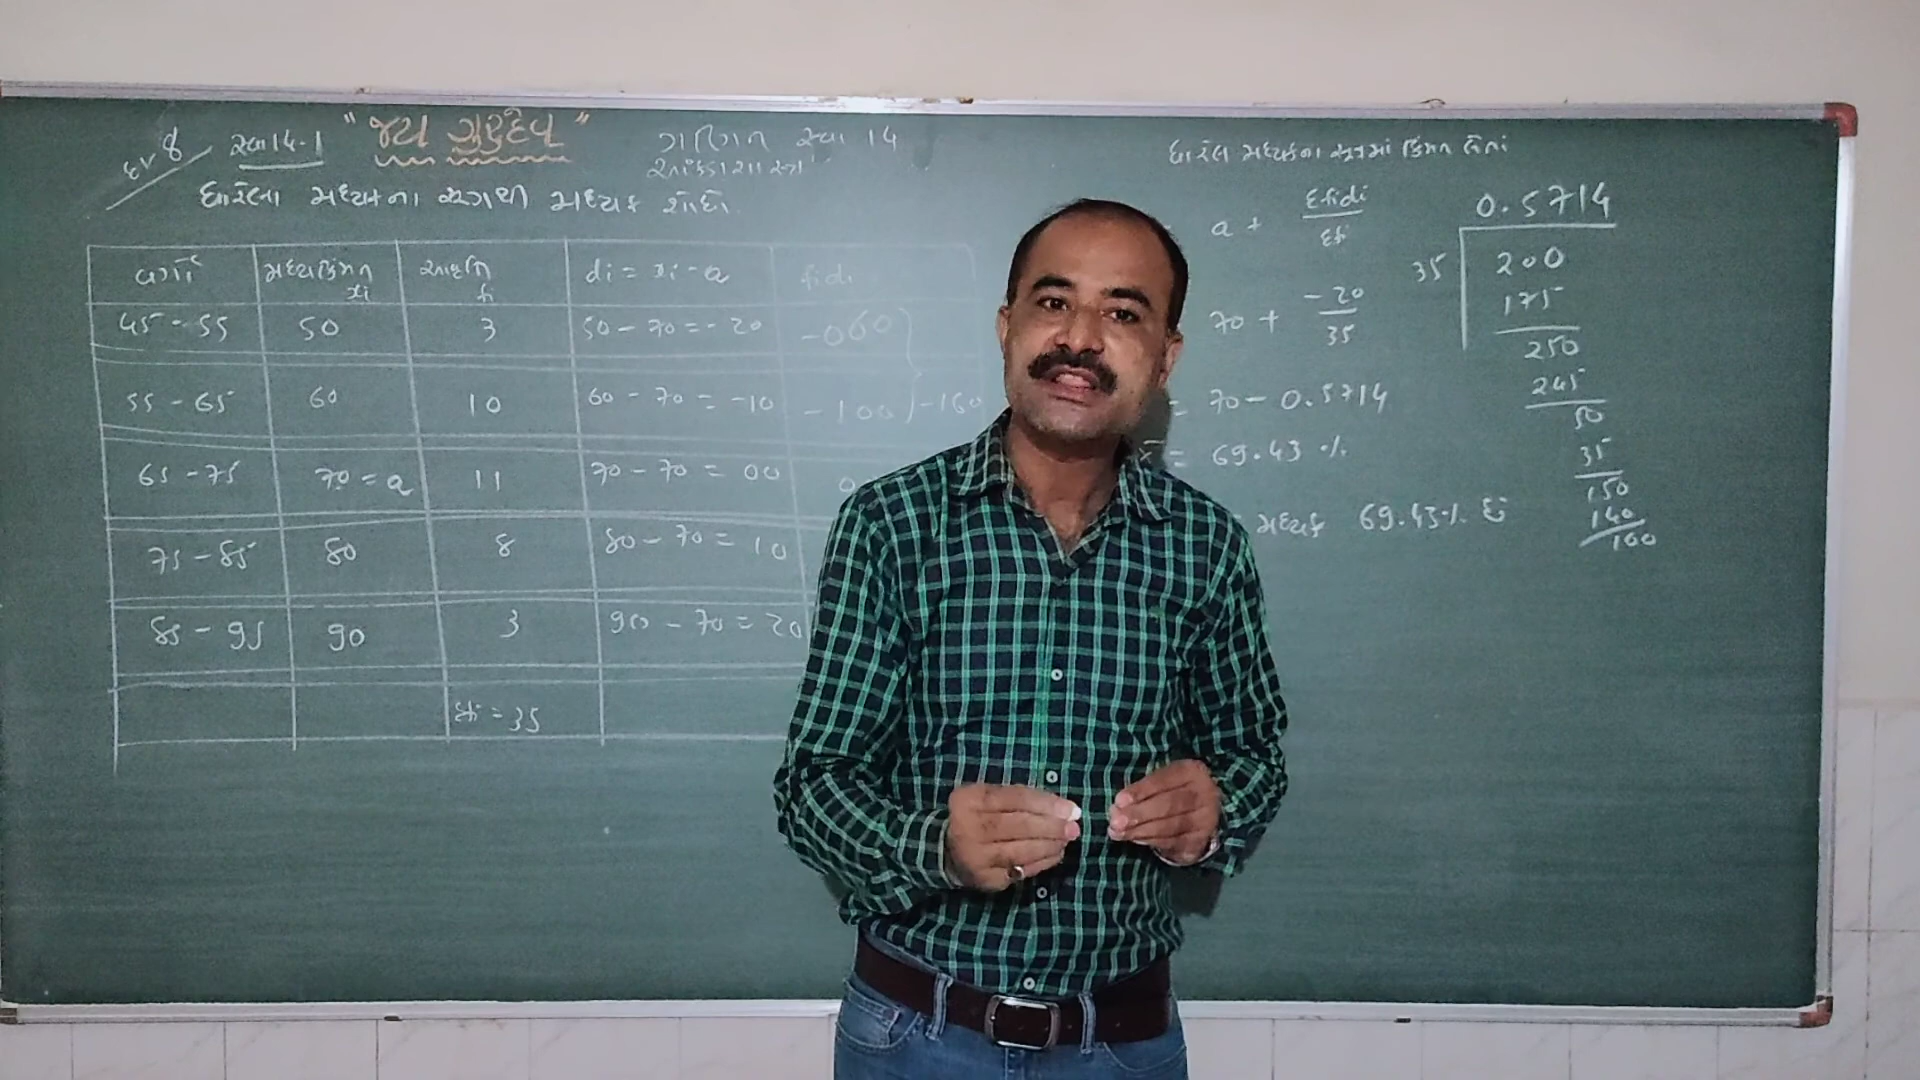 દા 8 સ્વા 14.1 "જય ગુરુદેવ" ગણિત સ્વા 14
આંકડાશાસ્ત્ર
ધારેલા મધ્યકના સૂત્રથી મધ્યક શોધો.
વર્ગ મધ્યકિંમત xi આવૃત્તિ fi di = xi - a fidi
45 - 55 50 3 50 - 70 = - 20 - 060
55 - 65 60 10 60 - 70 = - 10 - 100 - 160
65 - 75 70 = a 11 70 - 70 = 00 0
75 - 85 80 8 80 - 70 = 10
85 - 95 90 3 90 - 70 = 20
Σfi = 35
ધારેલ મધ્યકના સૂત્રમાં કિંમત લેતાં
= a + Σfidi / Σfi
70 + - 20 / 35
= 70 - 0.5714
x̄ = 69.43 %
મધ્યક 69.43 % છે
0.5714
35 200
175
250
245
50
35
150
140
100